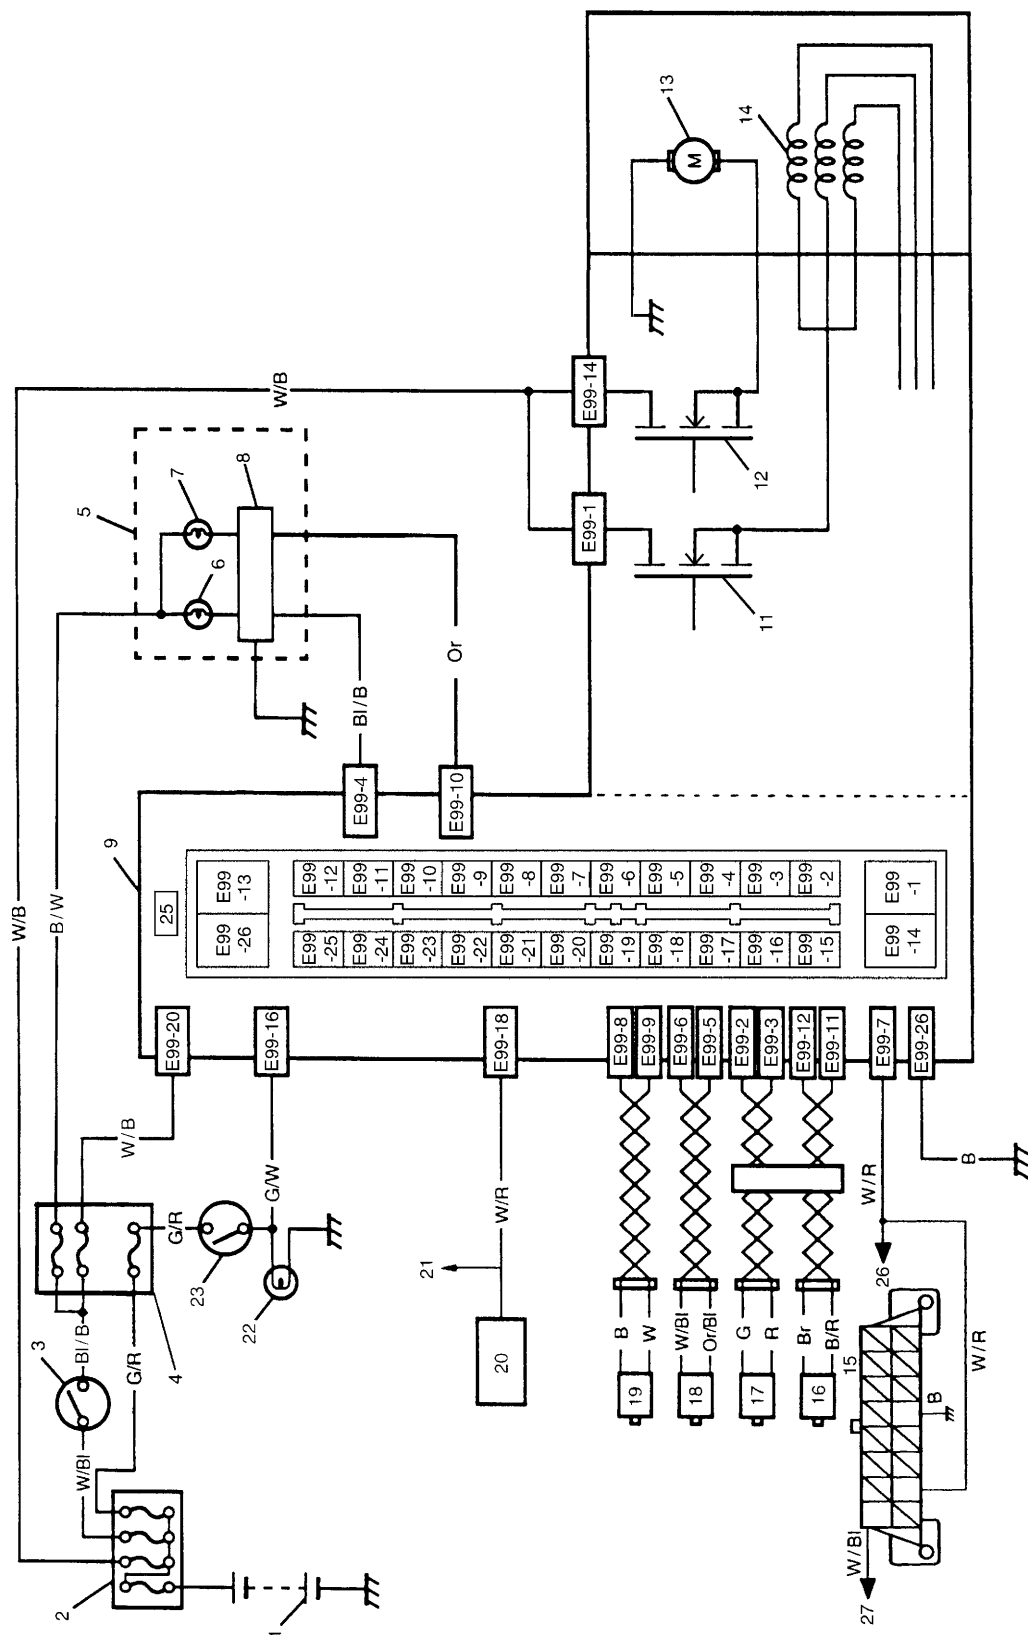 1
2
3
4
5
6
7
8
9
11
12
13
14
15
16
17
18
19
20
21
22
23
25
26
27
W/B
W/B
B/W
W/B
W/Bl
Bl/B
G/R
G/R
G/W
W/R
Bl/B
Or
M
E99-20
E99-16
E99-18
E99-4
E99-10
E99-1
E99-14
E99-8
E99-9
E99-6
E99-5
E99-2
E99-3
E99-12
E99-11
E99-7
E99-26
E99 -13
E99 -26
E99 -12
E99 -11
E99 -10
E99 -9
E99 -8
E99 -7
E99 -6
E99 -5
E99 -4
E99 -3
E99 -2
E99 -25
E99 -24
E99 -23
E99 -22
E99 -21
E99 -20
E99 -19
E99 -18
E99 -17
E99 -16
E99 -15
E99 -1
E99 -14
B
W
W/Bl
Or/Bl
G
R
Br
B/R
W/R
B
W/R
B
W/Bl